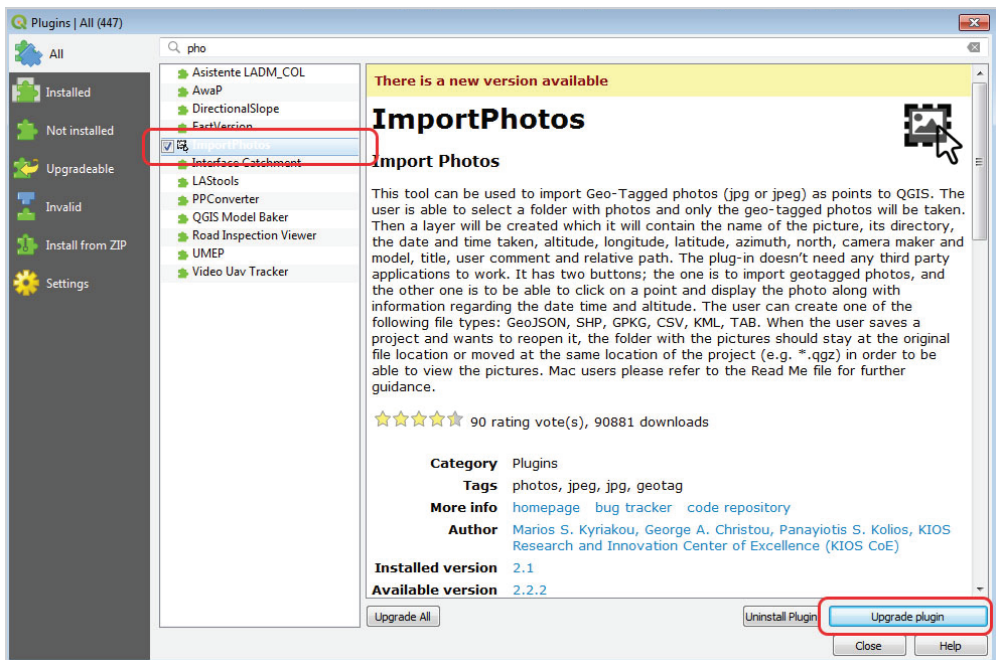 Plugins | All (447)
All
Installed
Not installed
Upgradeable
Invalid
Install from ZIP
Settings
pho
Asistente LADM_COL
AwaP
DirectionalSlope
FastVersion
ImportPhotos
Interface Catchment
LAStools
PPConverter
QGIS Model Baker
Road Inspection Viewer
UMEP
Video Uav Tracker
There is a new version available
ImportPhotos
Import Photos
This tool can be used to import Geo-Tagged photos (jpg or jpeg) as points to QGIS. The
user is able to select a folder with photos and only the geo-tagged photos will be taken.
Then a layer will be created which it will contain the name of the picture, its directory,
the date and time taken, altitude, longitude, latitude, azimuth, north, camera maker and
model, title, user comment and relative path. The plug-in doesn't need any third party
applications to work. It has two buttons; the one is to import geotagged photos, and
the other one is to be able to click on a point and display the photo along with
information regarding the date time and altitude. The user can create one of the
following file types: GeoJSON, SHP, GPKG, CSV, KML, TAB. When the user saves a
project and wants to reopen it, the folder with the pictures should stay at the original
file location or moved at the same location of the project (e.g. *.qgz) in order to be
able to view the pictures. Mac users please refer to the Read Me file for further
guidance.
90 rating vote(s), 90881 downloads
Category Plugins
Tags photos, jpeg, jpg, geotag
More info homepage bug tracker code repository
Author Marios S. Kyriakou, George A. Christou, Panayiotis S. Kolios, KIOS
Research and Innovation Center of Excellence (KIOS CoE)
Installed version 2.1
Available version 2.2.2
Upgrade All Uninstall Plugin Upgrade plugin
Close Help